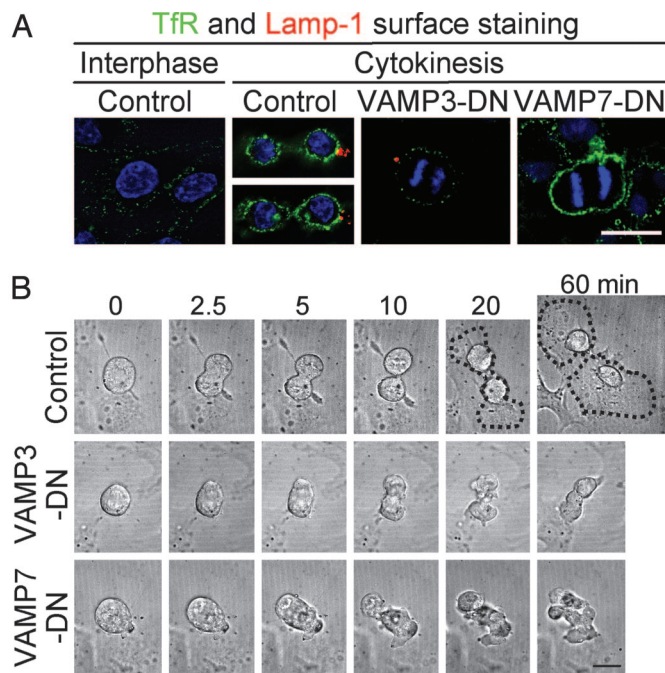 A
TfR and Lamp-1 surface staining
Interphase Cytokinesis
Control Control VAMP3-DN VAMP7-DN
B
0 2.5 5 10 20 60 min
Control
VAMP3
-DN
VAMP7
-DN